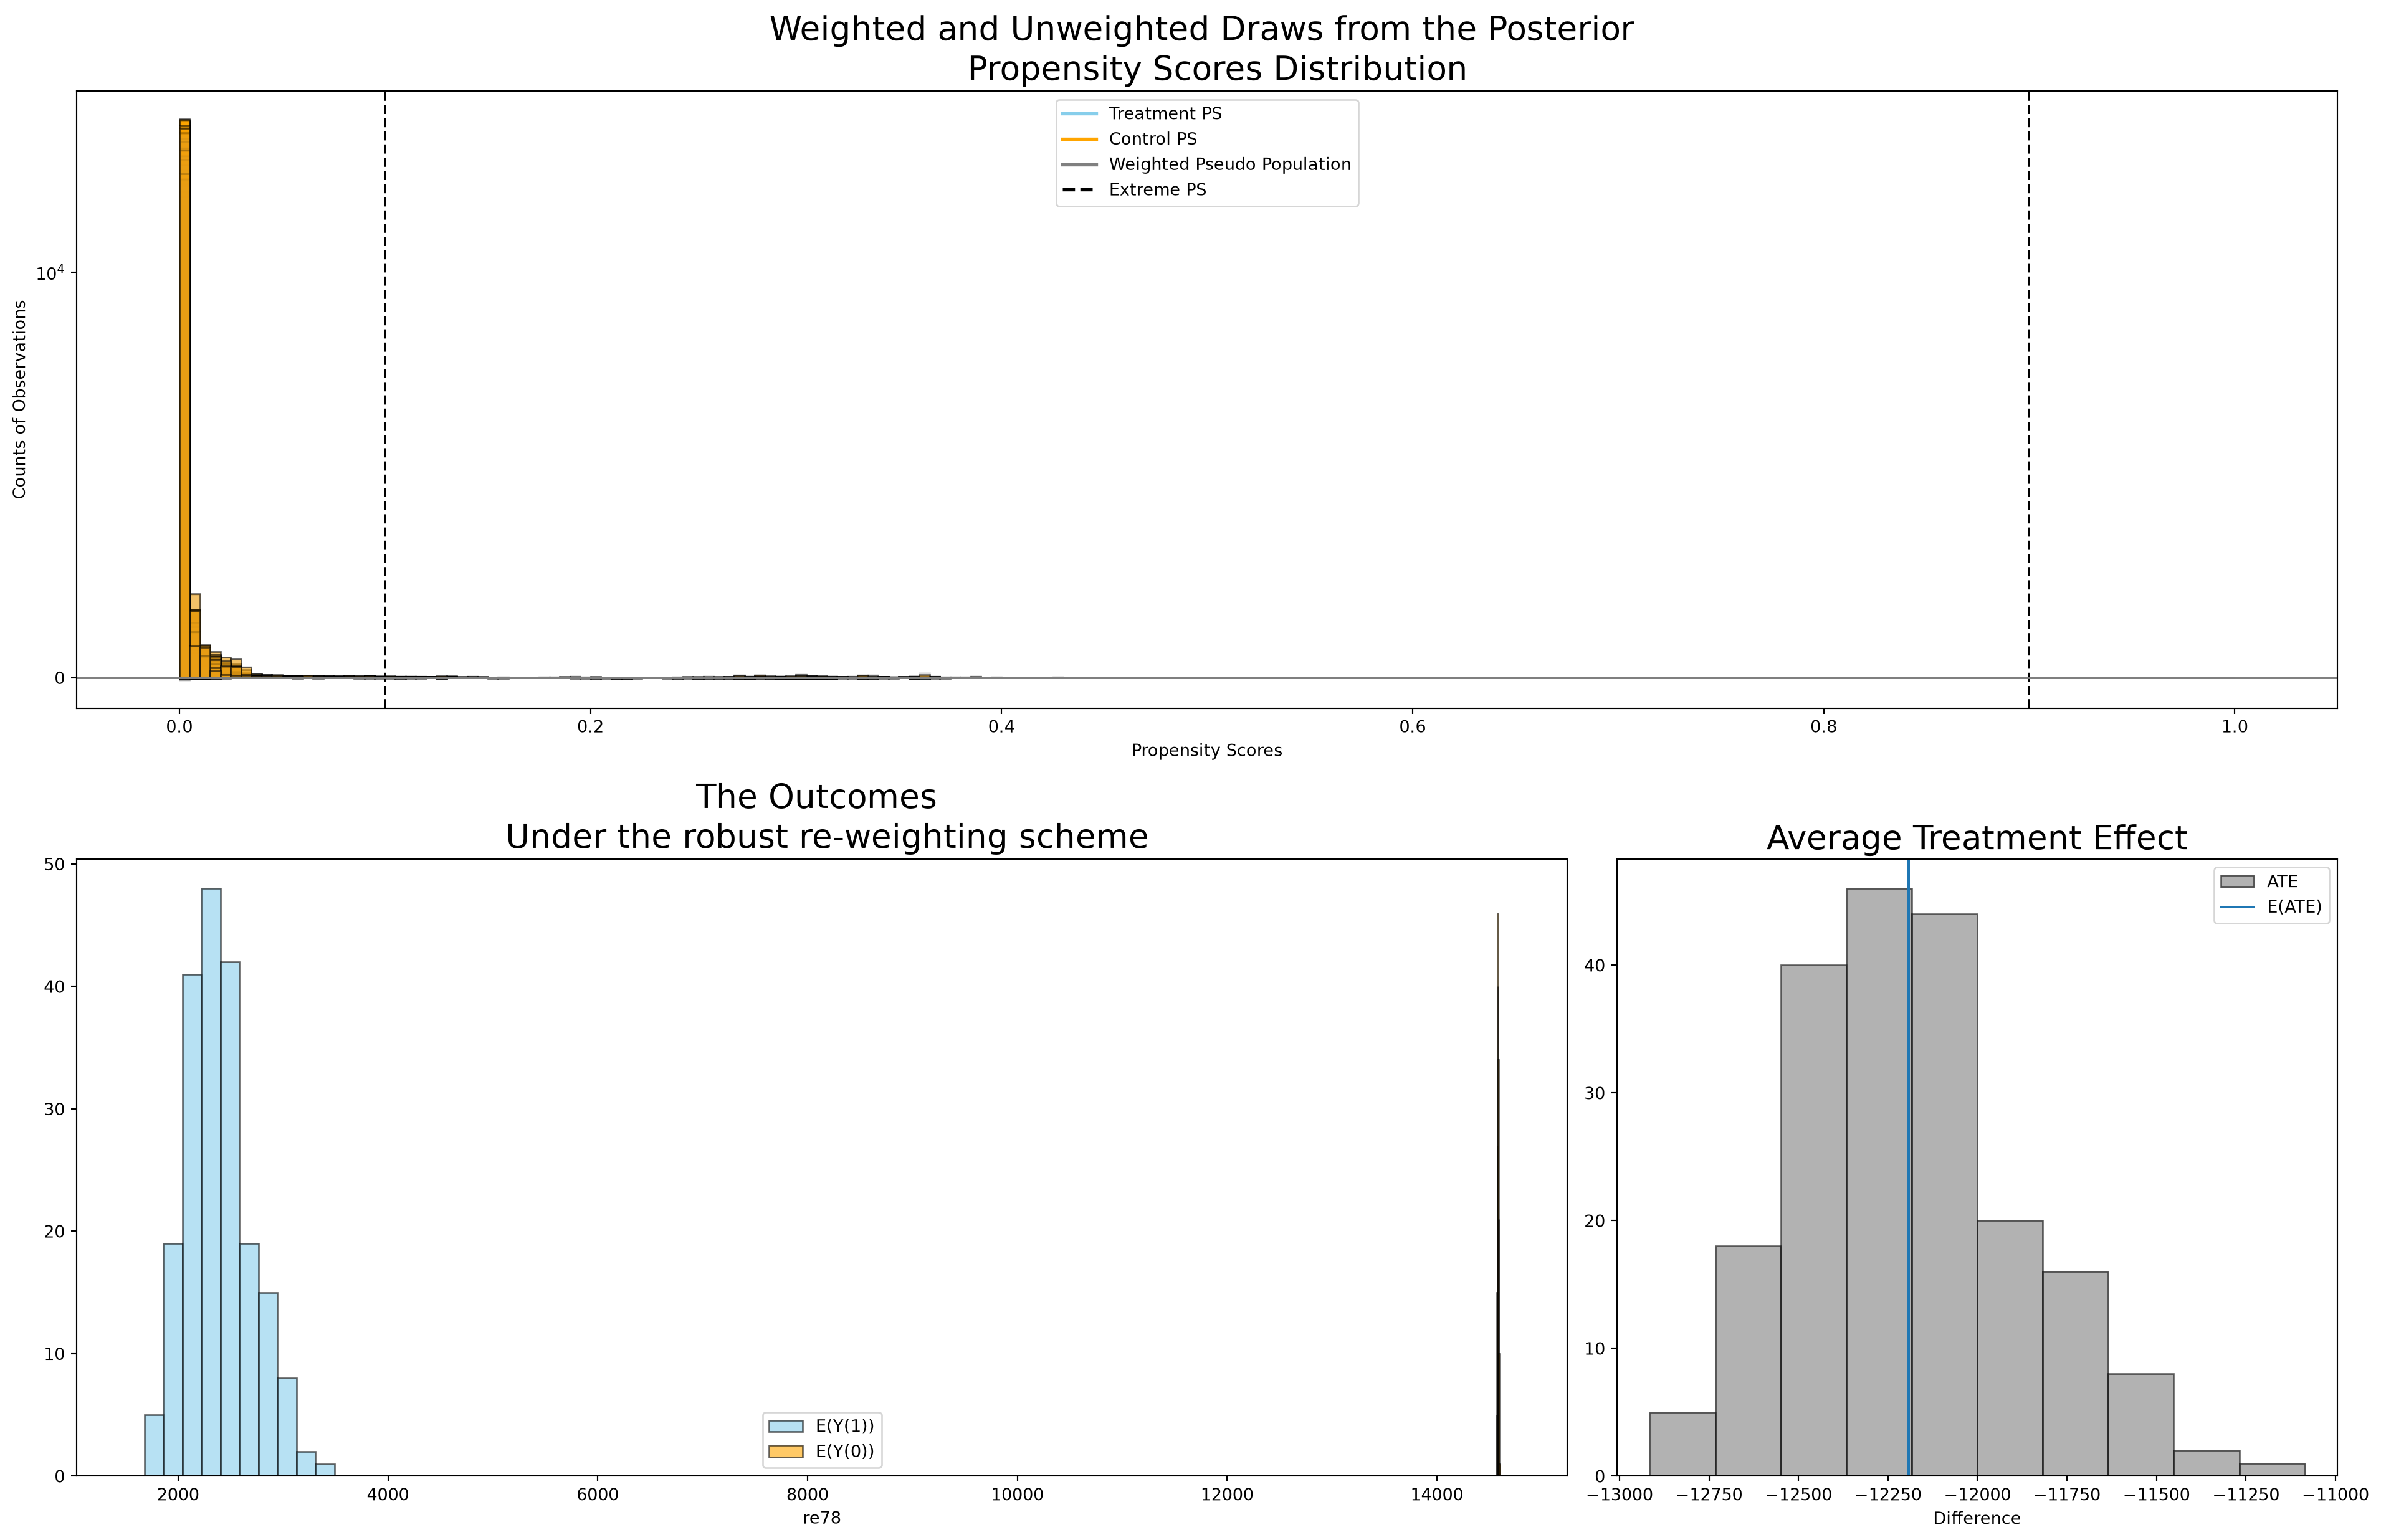 Weighted and Unweighted Draws from the Posterior
Propensity Scores Distribution
Treatment PS
Control PS
Weighted Pseudo Population
Extreme PS
Counts of Observations
10⁴
0
0.0 0.2 0.4 0.6 0.8 1.0
Propensity Scores
The Outcomes
Under the robust re-weighting scheme
50
40
30
20
10
0
E(Y(1))
E(Y(0))
2000 4000 6000 8000 10000 12000 14000
re78
Average Treatment Effect
ATE
E(ATE)
40
30
20
10
0
−13000 −12750 −12500 −12250 −12000 −11750 −11500 −11250 −11000
Difference